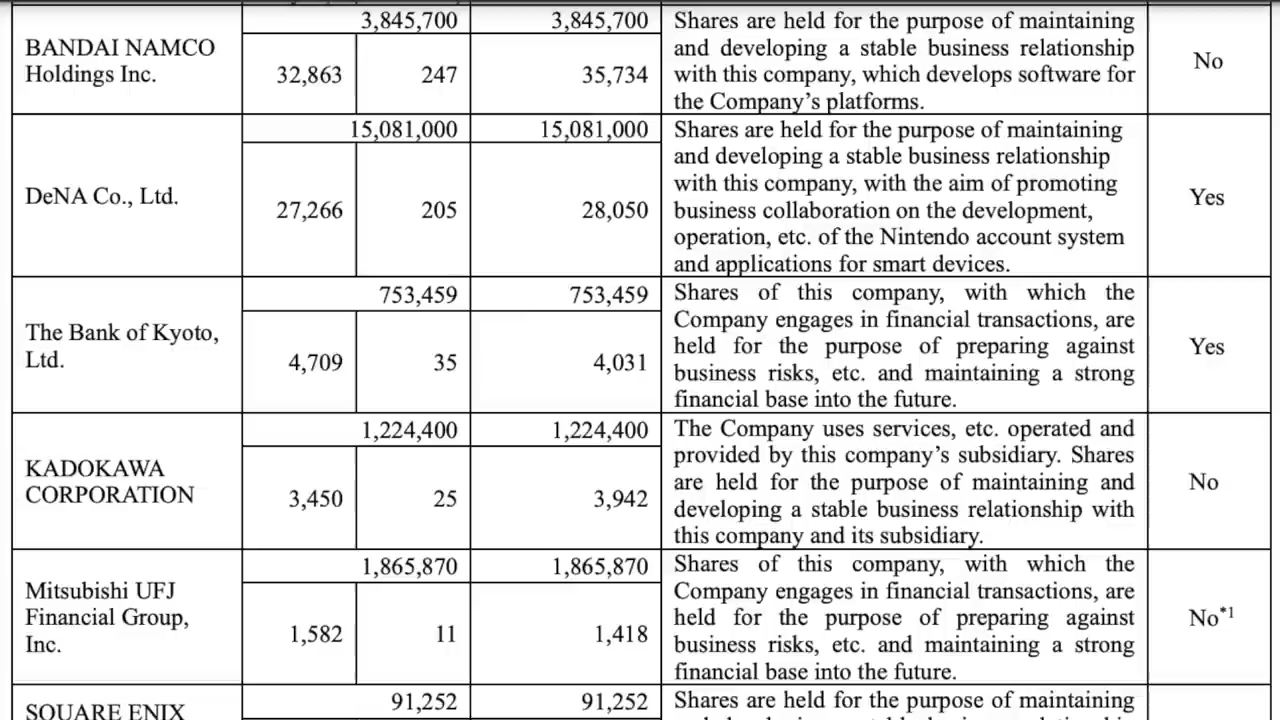 3,845,700 3,845,700
BANDAI NAMCO
Holdings Inc.
32,863 247 35,734
Shares are held for the purpose of maintaining
and developing a stable business relationship
with this company, which develops software for
the Company's platforms.
No
15,081,000 15,081,000
DeNA Co., Ltd.
27,266 205 28,050
Shares are held for the purpose of maintaining
and developing a stable business relationship
with this company, with the aim of promoting
business collaboration on the development,
operation, etc. of the Nintendo account system
and applications for smart devices.
Yes
753,459 753,459
The Bank of Kyoto,
Ltd.
4,709 35 4,031
Shares of this company, with which the
Company engages in financial transactions, are
held for the purpose of preparing against
business risks, etc. and maintaining a strong
financial base into the future.
Yes
1,224,400 1,224,400
KADOKAWA
CORPORATION
3,450 25 3,942
The Company uses services, etc. operated and
provided by this company's subsidiary. Shares
are held for the purpose of maintaining and
developing a stable business relationship with
this company and its subsidiary.
No
1,865,870 1,865,870
Mitsubishi UFJ
Financial Group,
Inc.
1,582 11 1,418
Shares of this company, with which the
Company engages in financial transactions, are
held for the purpose of preparing against
business risks, etc. and maintaining a strong
financial base into the future.
No*1
91,252 91,252
SQUARE ENIX
Shares are held for the purpose of maintaining